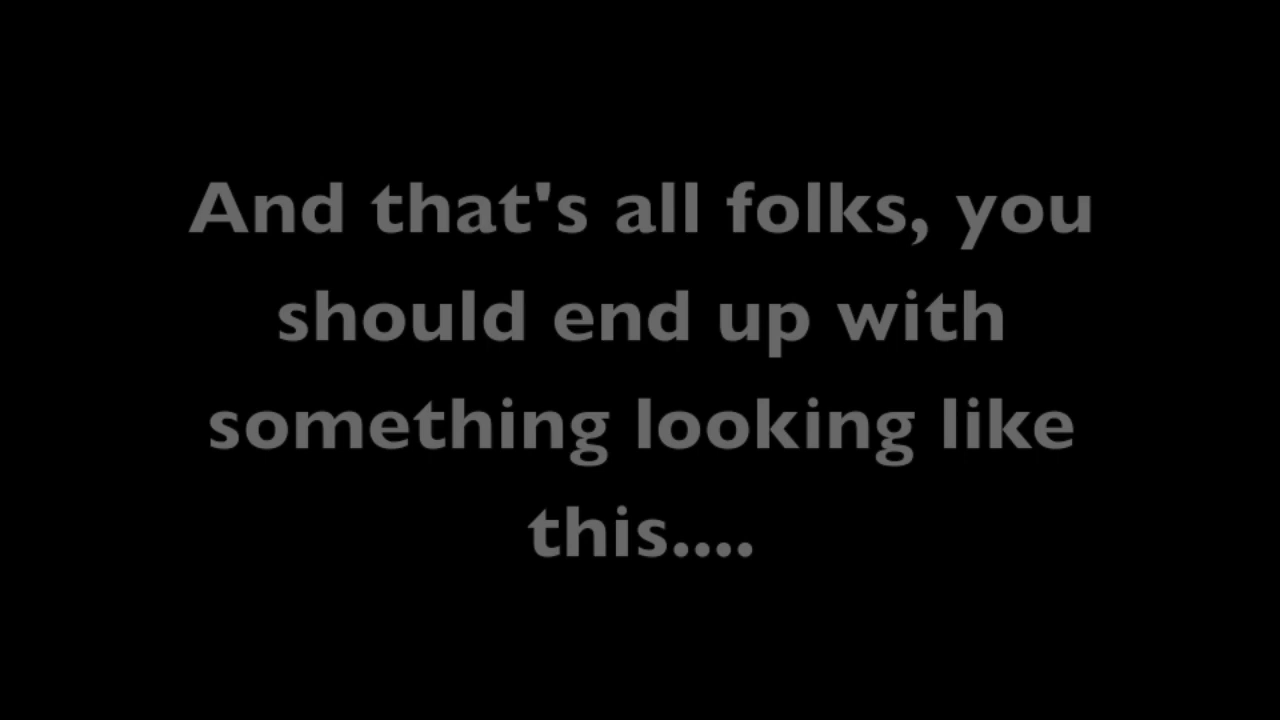 And that's all folks, you
should end up with
something looking like
this....